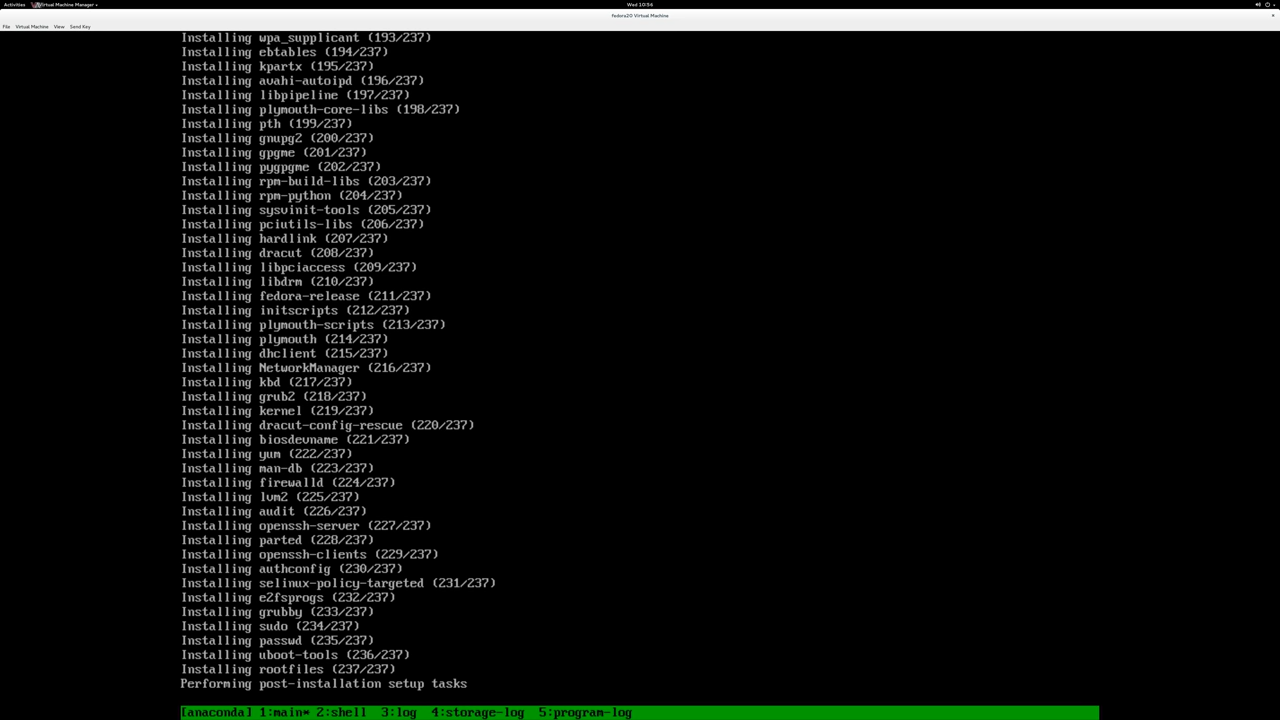 Activities Virtual Machine Manager Wed 10:56
Fedora20 Virtual Machine
File Virtual Machine View Send Key
Installing wpa_supplicant (193/237)
Installing ebtables (194/237)
Installing kpartx (195/237)
Installing avahi-autoipd (196/237)
Installing libpipeline (197/237)
Installing plymouth-core-libs (198/237)
Installing pth (199/237)
Installing gnupg2 (200/237)
Installing gpgme (201/237)
Installing pygpgme (202/237)
Installing rpm-build-libs (203/237)
Installing rpm-python (204/237)
Installing sysvinit-tools (205/237)
Installing pciutils-libs (206/237)
Installing hardlink (207/237)
Installing dracut (208/237)
Installing libpciaccess (209/237)
Installing libdrm (210/237)
Installing fedora-release (211/237)
Installing initscripts (212/237)
Installing plymouth-scripts (213/237)
Installing plymouth (214/237)
Installing dhclient (215/237)
Installing NetworkManager (216/237)
Installing kbd (217/237)
Installing grub2 (218/237)
Installing kernel (219/237)
Installing dracut-config-rescue (220/237)
Installing biosdevname (221/237)
Installing yum (222/237)
Installing man-db (223/237)
Installing firewalld (224/237)
Installing lvm2 (225/237)
Installing audit (226/237)
Installing openssh-server (227/237)
Installing parted (228/237)
Installing openssh-clients (229/237)
Installing authconfig (230/237)
Installing selinux-policy-targeted (231/237)
Installing e2fsprogs (232/237)
Installing grubby (233/237)
Installing sudo (234/237)
Installing passwd (235/237)
Installing uboot-tools (236/237)
Installing rootfiles (237/237)
Performing post-installation setup tasks
[anaconda] 1:main* 2:shell  3:log  4:storage-log  5:program-log